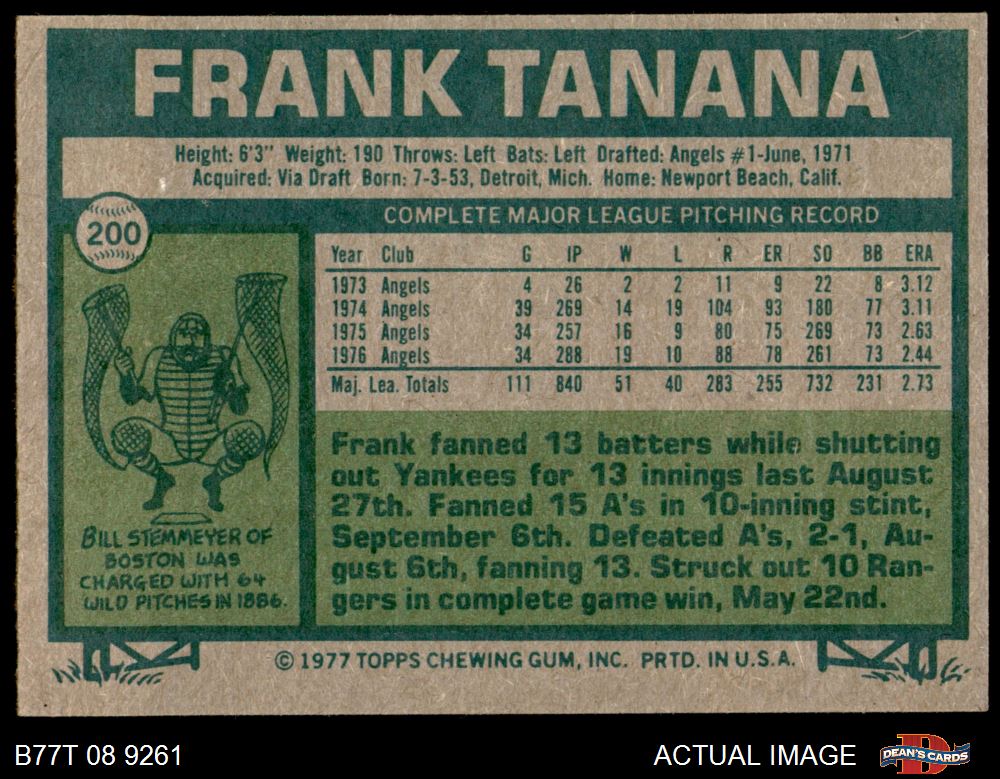 FRANK TANANA
Height: 6'3" Weight: 190 Throws: Left Bats: Left Drafted: Angels #1-June, 1971
Acquired: Via Draft Born: 7-3-53, Detroit, Mich. Home: Newport Beach, Calif.
200
COMPLETE MAJOR LEAGUE PITCHING RECORD
Year Club G IP W L R ER SO BB ERA
1973 Angels 4 26 2 2 11 9 22 8 3.12
1974 Angels 39 269 14 19 104 93 180 77 3.11
1975 Angels 34 257 16 9 80 75 269 73 2.63
1976 Angels 34 288 19 10 88 78 261 73 2.44
Maj. Lea. Totals 111 840 51 40 283 255 732 231 2.73
BILL STEMMEYER OF
BOSTON WAS
CHARGED WITH 64
WILD PITCHES IN 1886.
Frank fanned 13 batters while shutting
out Yankees for 13 innings last August
27th. Fanned 15 A's in 10-inning stint,
September 6th. Defeated A's, 2-1, Au-
gust 6th, fanning 13. Struck out 10 Ran-
gers in complete game win, May 22nd.
© 1977 TOPPS CHEWING GUM, INC. PRTD. IN U.S.A.
B77T 08 9261
ACTUAL IMAGE
DEAN'S CARDS